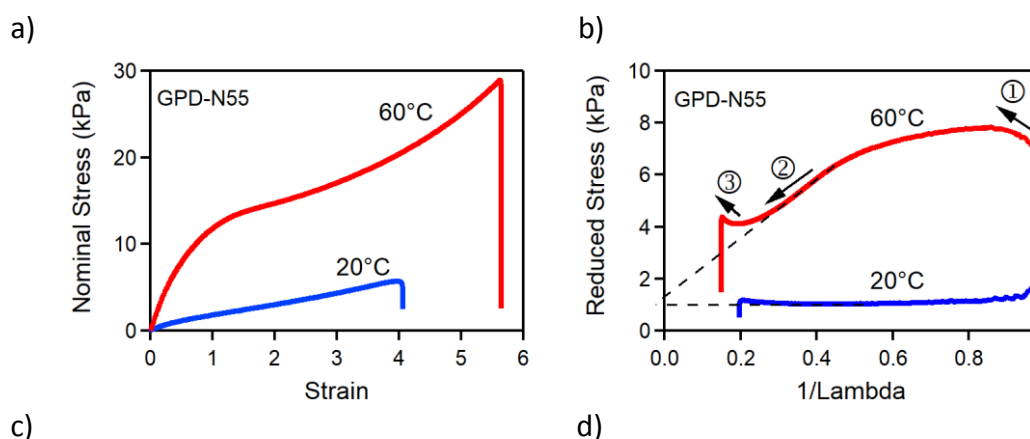 a)
Nominal Stress (kPa)
30
20
10
0
GPD-N55
60°C
20°C
0 1 2 3 4 5 6
Strain
b)
Reduced Stress (kPa)
10
8
6
4
2
0
GPD-N55
60°C
①
②
③
20°C
0.0 0.2 0.4 0.6 0.8
1/Lambda
c)
d)